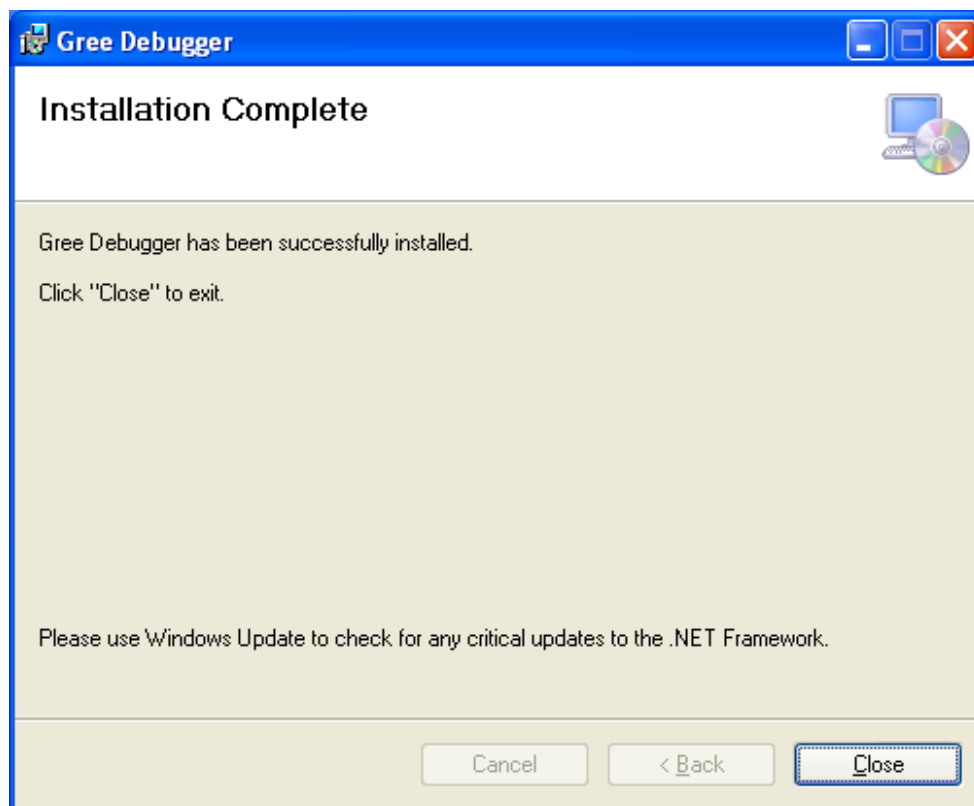 Gree Debugger
Installation Complete
Gree Debugger has been successfully installed.
Click "Close" to exit.
Please use Windows Update to check for any critical updates to the .NET Framework.
Cancel
< Back
Close